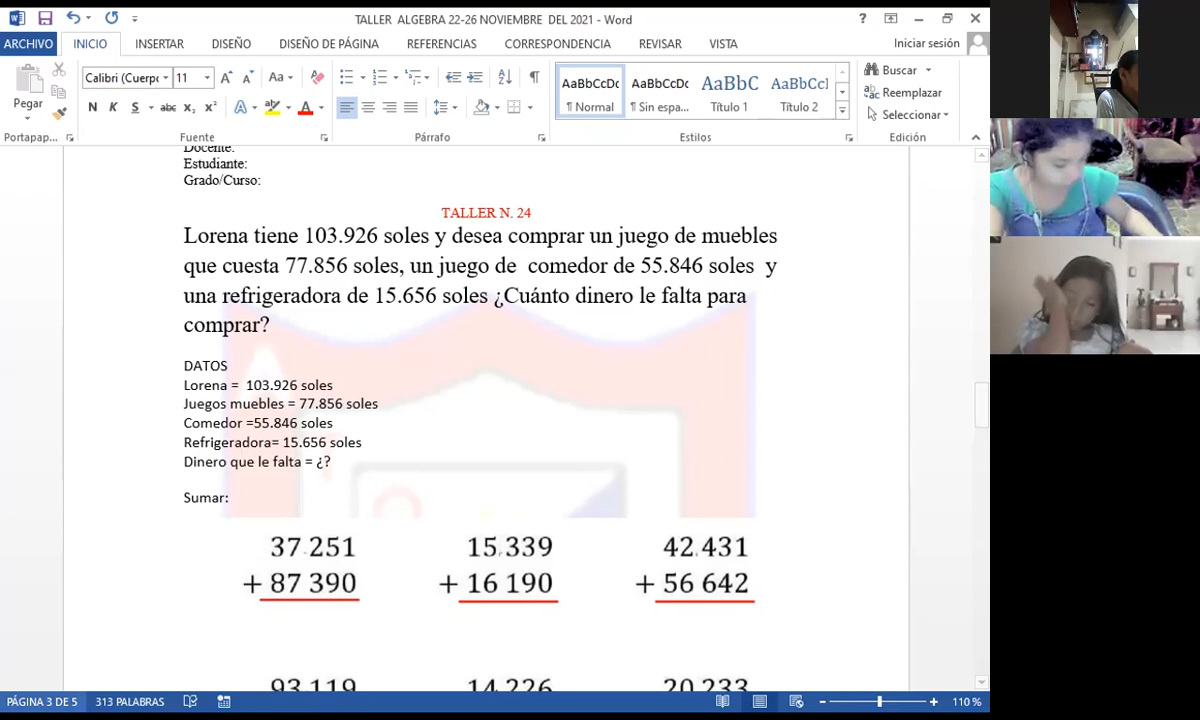 TALLER ALGEBRA 22-26 NOVIEMBRE DEL 2021 - Word
ARCHIVO INICIO INSERTAR DISEÑO DISEÑO DE PÁGINA REFERENCIAS CORRESPONDENCIA REVISAR VISTA Iniciar sesión
Calibri (Cuerpo 11
Pegar
N K S abc x₂ x²
AaBbCcDc AaBbCcDc AaBbC AaBbCcI
¶ Normal ¶ Sin espa... Título 1 Título 2
Buscar
Reemplazar
Seleccionar
Portapap... Fuente Párrafo Estilos Edición
Docente:
Estudiante:
Grado/Curso:
TALLER N. 24
Lorena tiene 103.926 soles y desea comprar un juego de muebles
que cuesta 77.856 soles, un juego de comedor de 55.846 soles y
una refrigeradora de 15.656 soles ¿Cuánto dinero le falta para
comprar?
DATOS
Lorena = 103.926 soles
Juegos muebles = 77.856 soles
Comedor =55.846 soles
Refrigeradora= 15.656 soles
Dinero que le falta = ¿?
Sumar:
37 251 15 339 42 431
+ 87 390 + 16 190 + 56 642
93 119 14 226 20 233
PÁGINA 3 DE 5 313 PALABRAS 110 %